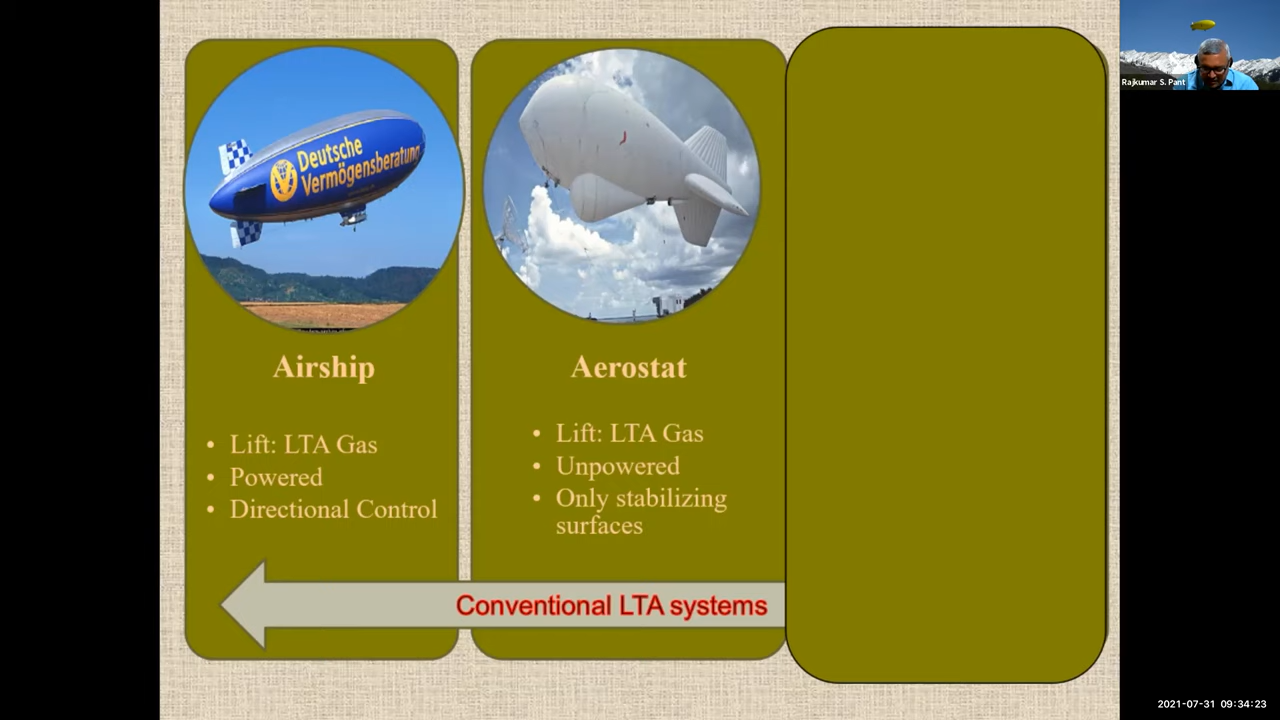 Deutsche
Vermögensberatung
Airship
• Lift: LTA Gas
• Powered
• Directional Control
Aerostat
• Lift: LTA Gas
• Unpowered
• Only stabilizing
surfaces
Conventional LTA systems
Rajkumar S. Pant
2021-07-31 09:34:23